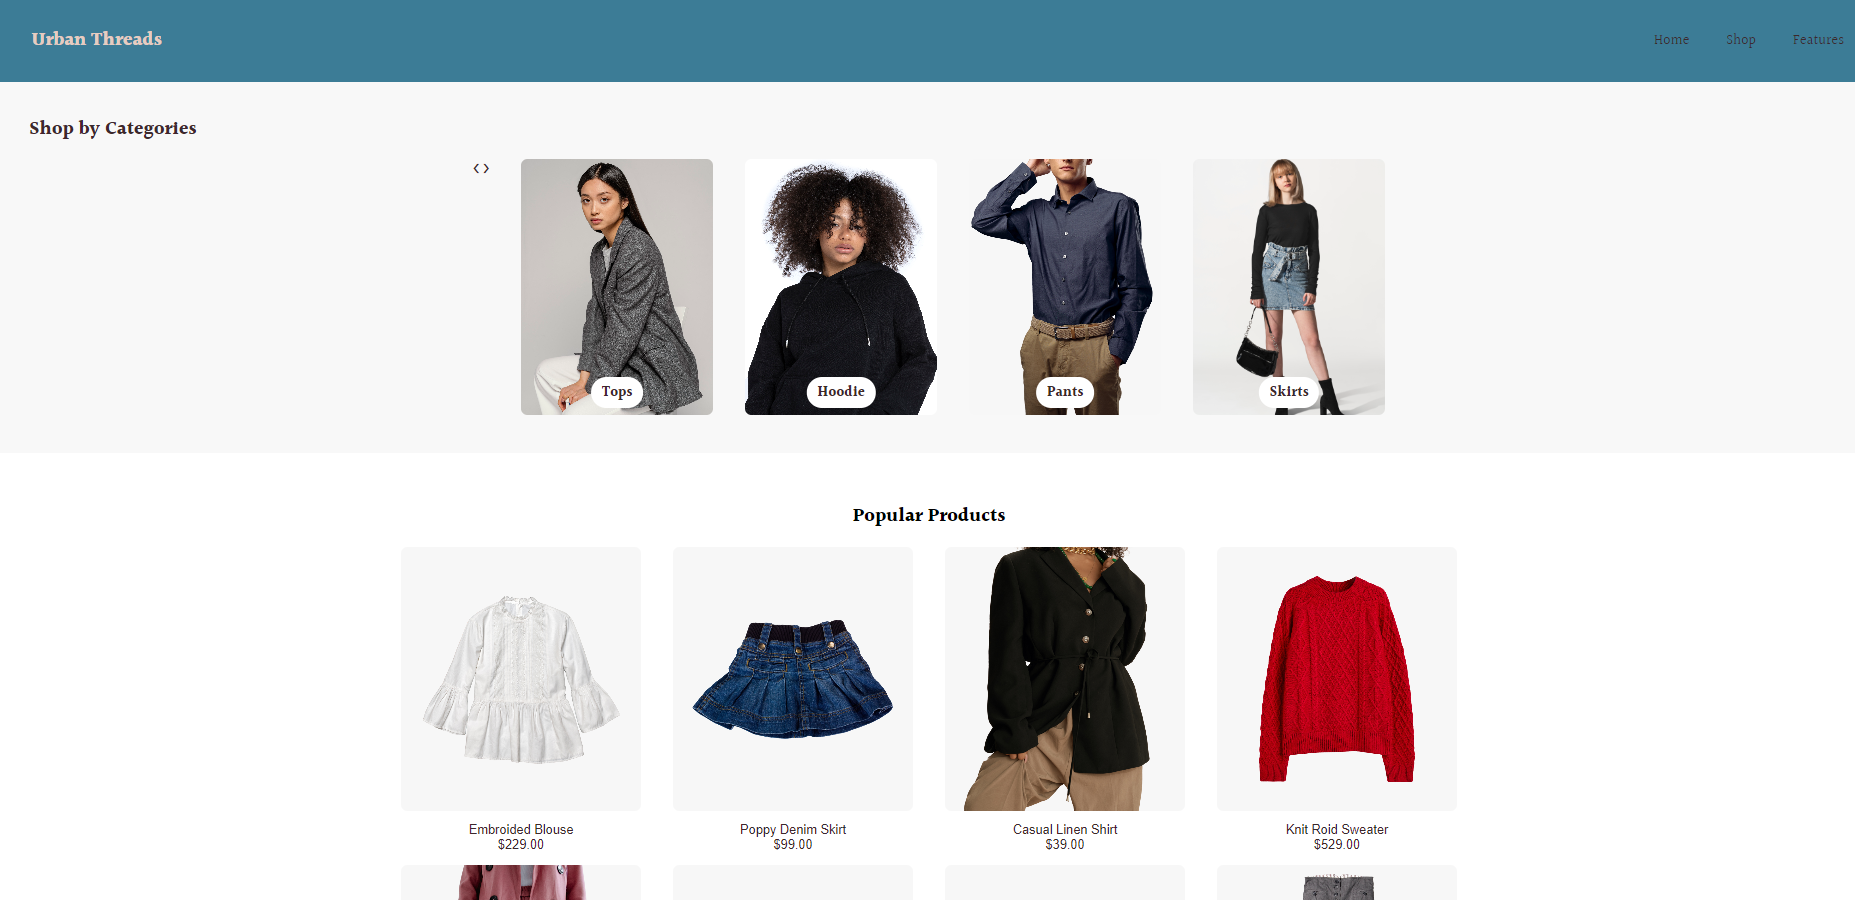 Urban Threads
Home Shop Features
Shop by Categories
Tops
Hoodie
Pants
Skirts
Popular Products
Embroided Blouse
$229.00
Poppy Denim Skirt
$99.00
Casual Linen Shirt
$39.00
Knit Roid Sweater
$529.00